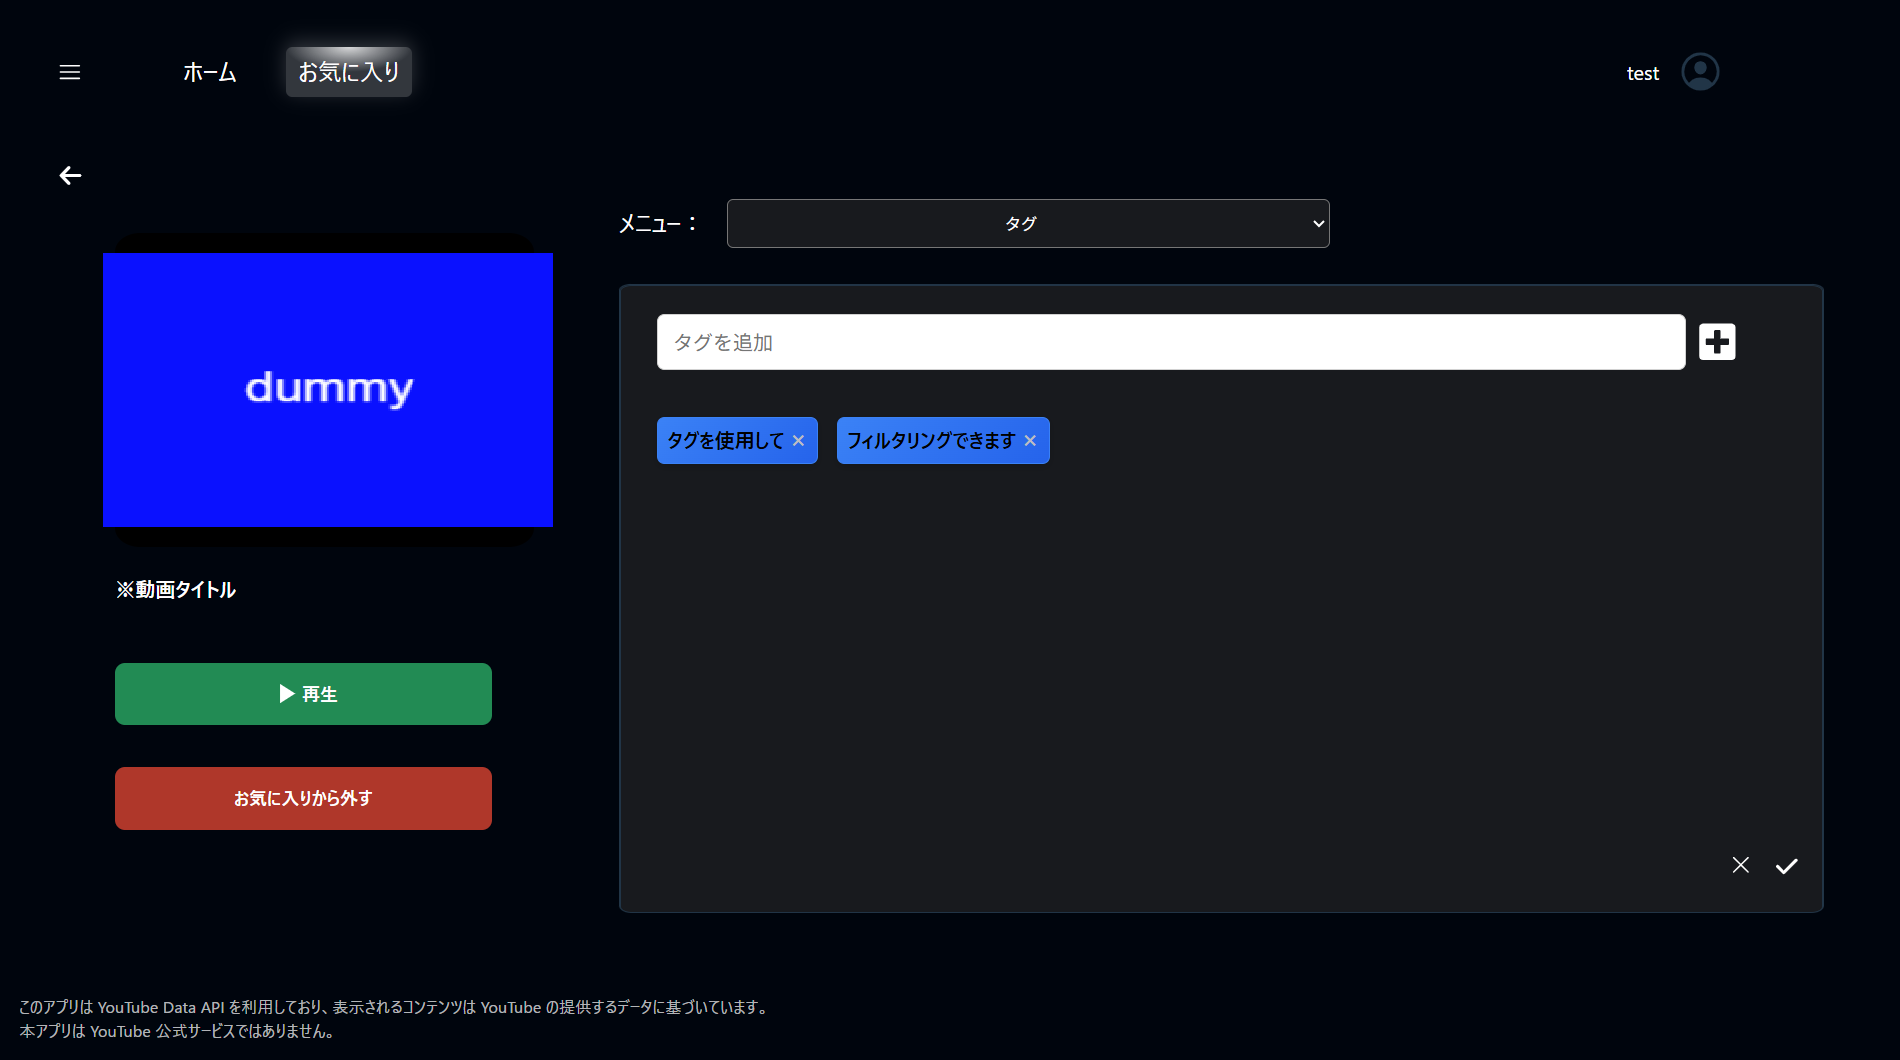 ホーム
お気に入り
test
メニュー：
タグ
タグを追加
タグを使用して ×
フィルタリングできます ×
dummy
※動画タイトル
▶ 再生
お気に入りから外す
このアプリは YouTube Data API を利用しており、表示されるコンテンツは YouTube の提供するデータに基づいています。
本アプリは YouTube 公式サービスではありません。